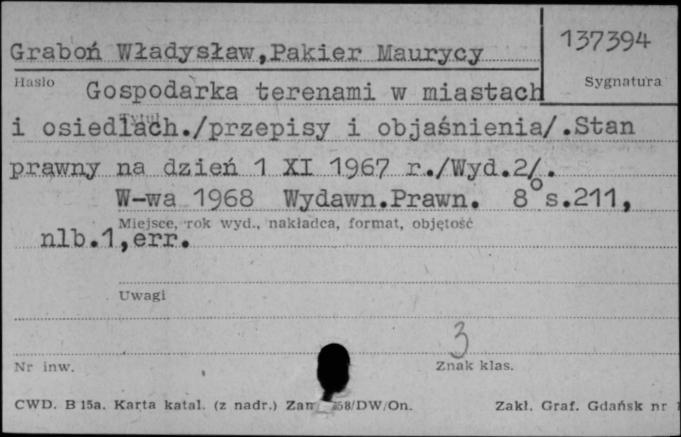 Graboń Władysław,Pakier Maurycy
137394
Hasło
Sygnatura
Gospodarka terenami w miastach
Tytuł
i osiedlach./przepisy i objaśnienia/.Stan
prawny na dzień 1 XI 1967 r./Wyd.2/.
W-wa 1968 Wydawn.Prawn. 8° s.211,
Miejsce, rok wyd., nakładca, format, objętość
nlb.1,err.
Uwagi
3
Nr inw.
Znak klas.
CWD. B 15a. Karta katal. (z nadr.) Zam 58/DW/On.
Zakł. Graf. Gdańsk nr